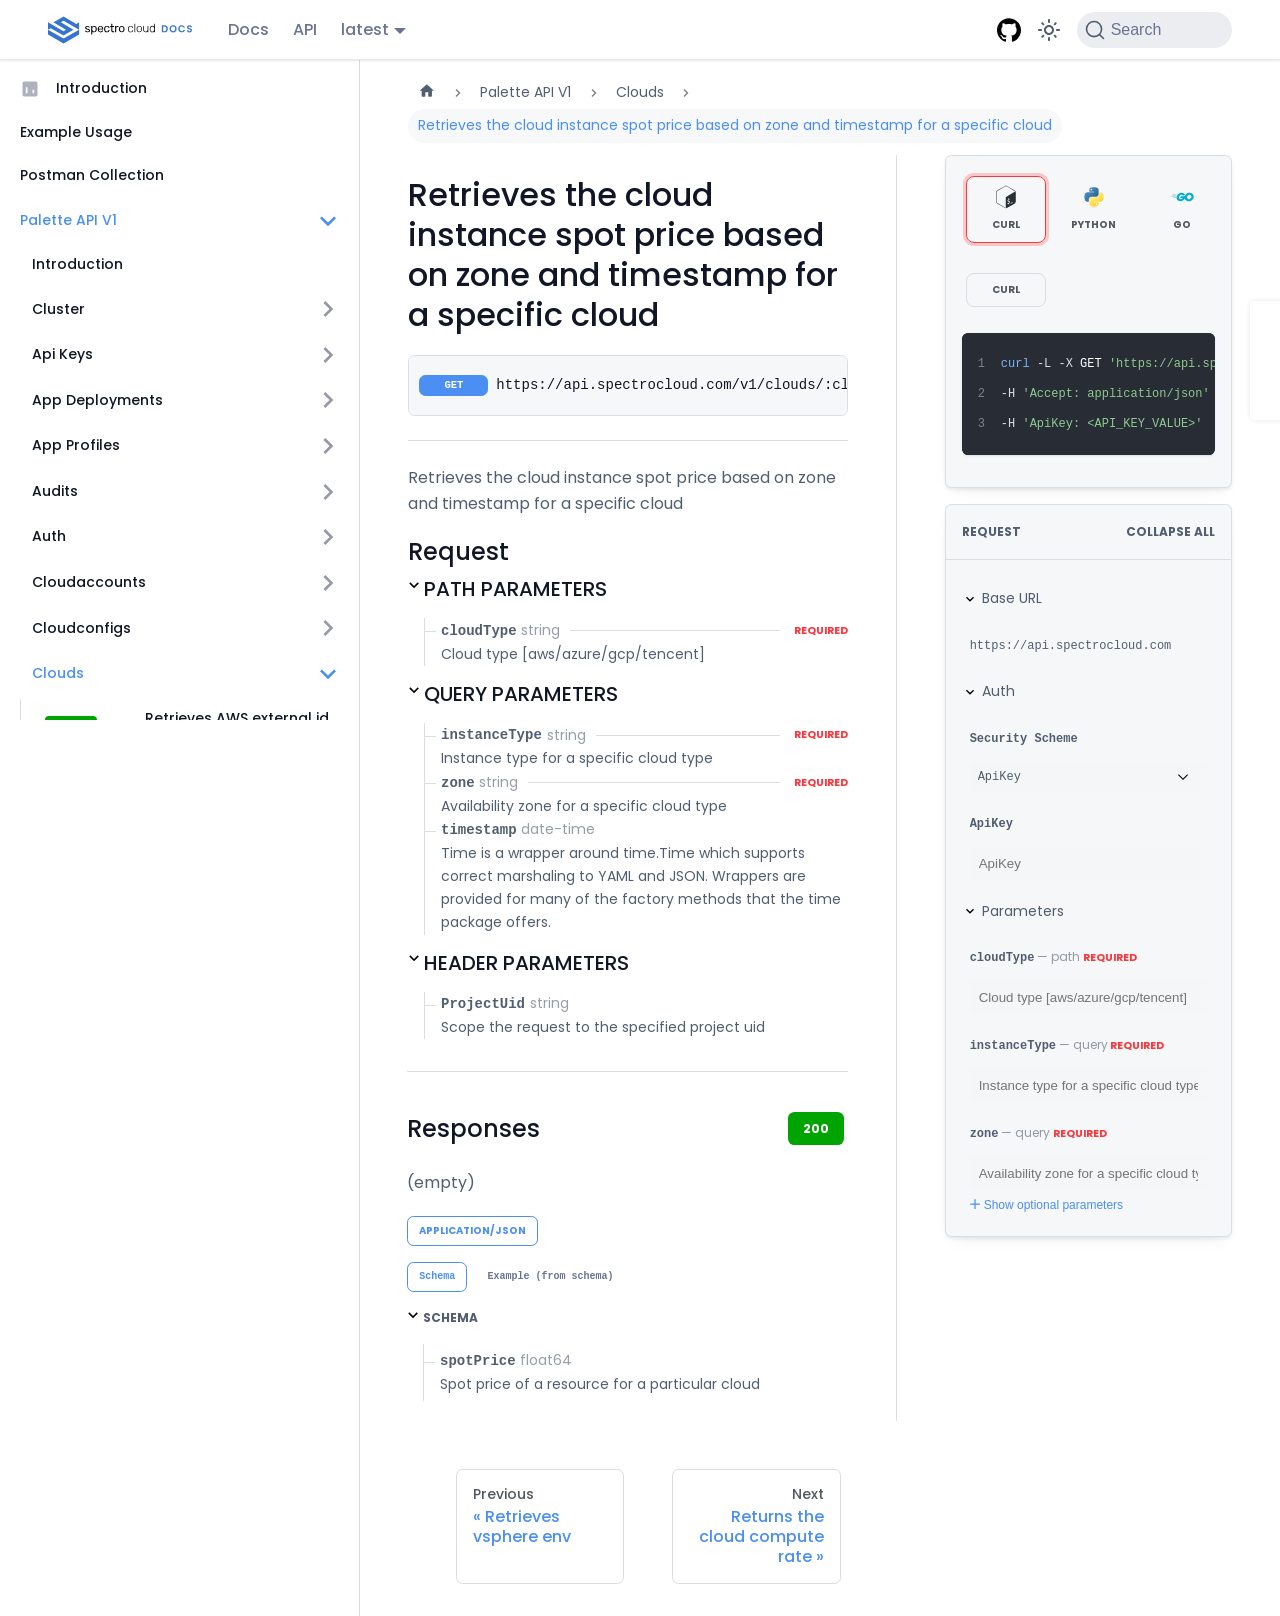 spectro cloud DOCS
Docs
API
latest
Search
Introduction
Example Usage
Postman Collection
Palette API V1
Introduction
Cluster
Api Keys
App Deployments
App Profiles
Audits
Auth
Cloudaccounts
Cloudconfigs
Clouds
Retrieves AWS external id
Palette API V1
Clouds
Retrieves the cloud instance spot price based on zone and timestamp for a specific cloud
Retrieves the cloud
instance spot price based
on zone and timestamp for
a specific cloud
GET https://api.spectrocloud.com/v1/clouds/:cl
Retrieves the cloud instance spot price based on zone
and timestamp for a specific cloud
Request
PATH PARAMETERS
cloudType string REQUIRED
Cloud type [aws/azure/gcp/tencent]
QUERY PARAMETERS
instanceType string REQUIRED
Instance type for a specific cloud type
zone string REQUIRED
Availability zone for a specific cloud type
timestamp date-time
Time is a wrapper around time.Time which supports
correct marshaling to YAML and JSON. Wrappers are
provided for many of the factory methods that the time
package offers.
HEADER PARAMETERS
ProjectUid string
Scope the request to the specified project uid
Responses
200
(empty)
APPLICATION/JSON
Schema
Example (from schema)
SCHEMA
spotPrice float64
Spot price of a resource for a particular cloud
Previous
« Retrieves
vsphere env
Next
Returns the
cloud compute
rate »
CURL
PYTHON
GO
CURL
1 curl -L -X GET 'https://api.sp
2 -H 'Accept: application/json'
3 -H 'ApiKey: <API_KEY_VALUE>'
REQUEST
COLLAPSE ALL
Base URL
https://api.spectrocloud.com
Auth
Security Scheme
ApiKey
ApiKey
ApiKey
Parameters
cloudType — path REQUIRED
Cloud type [aws/azure/gcp/tencent]
instanceType — query REQUIRED
Instance type for a specific cloud type
zone — query REQUIRED
Availability zone for a specific cloud ty
Show optional parameters